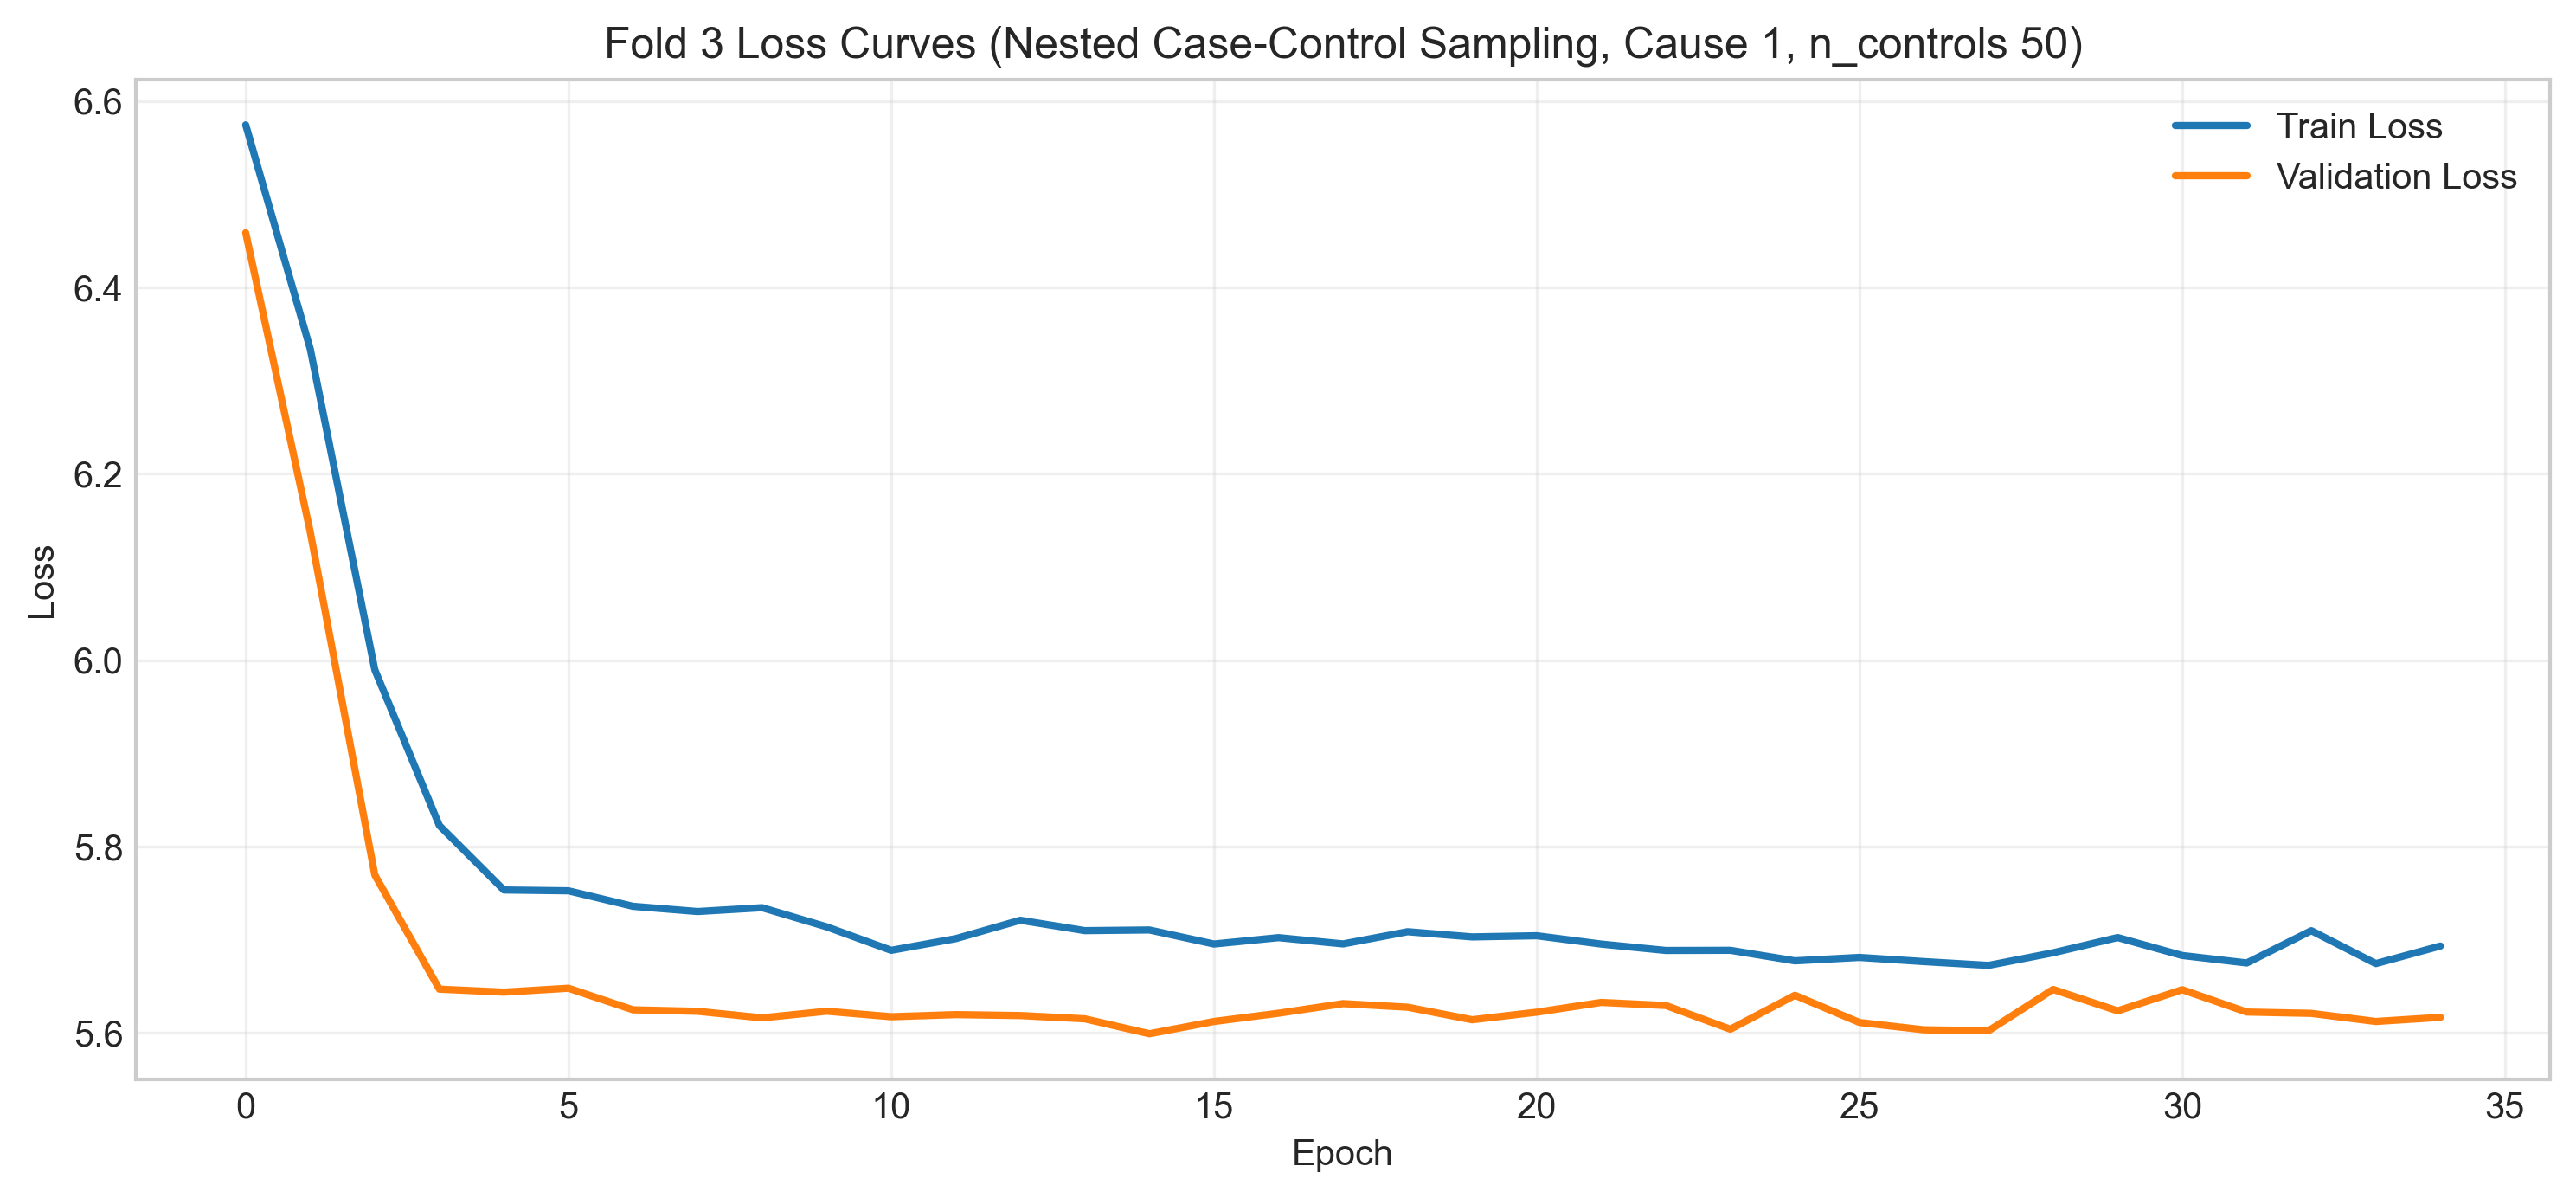 Fold 3 Loss Curves (Nested Case-Control Sampling, Cause 1, n_controls 50)
Train Loss
Validation Loss
6.6
6.4
6.2
6.0
5.8
5.6
Loss
0 5 10 15 20 25 30 35
Epoch